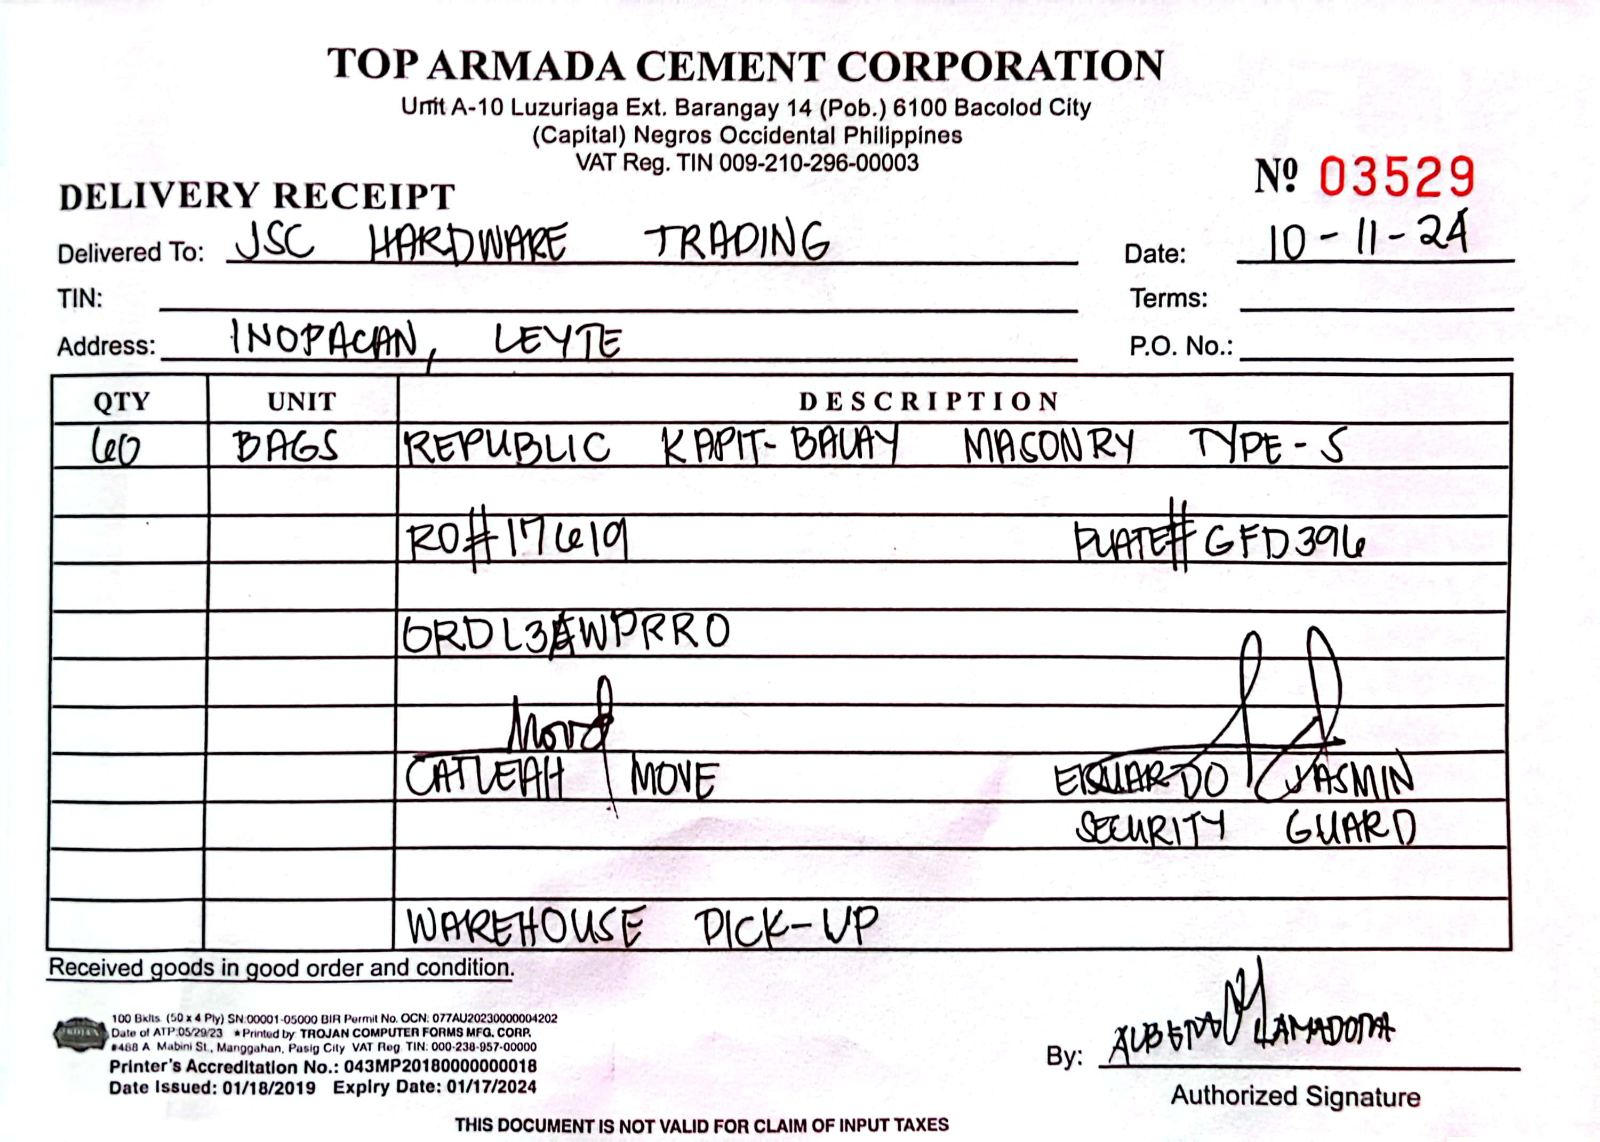 TOP ARMADA CEMENT CORPORATION
Unit A-10 Luzuriaga Ext. Barangay 14 (Pob.) 6100 Bacolod City
(Capital) Negros Occidental Philippines
VAT Reg. TIN 009-210-296-00003
Nº 03529
DELIVERY RECEIPT
Delivered To: JSC HARDWARE TRADING Date: 10-11-24
TIN: Terms:
Address: INOPACAN, LEYTE P.O. No.:
QTY UNIT DESCRIPTION
60 BAGS REPUBLIC KAPIT-BALAY MASONRY TYPE-S
RO#17619 PLATE#GFD396
GRDL3AWPRRO
CATLEAH MOVE EDUARDO JASMIN
SECURITY GUARD
WAREHOUSE PICK-UP
Received goods in good order and condition.
100 Bklts. (50 x 4 Ply) SN:00001-05000 BIR Permit No. OCN: 077AU20230000004202
Date of ATP:05/29/23 ★Printed by TROJAN COMPUTER FORMS MFG. CORP.
#488 A. Mabini St., Manggahan, Pasig City VAT Reg. TIN: 000-238-957-00000
Printer's Accreditation No.: 043MP20180000000018
Date Issued: 01/18/2019 Expiry Date: 01/17/2024
By: LAMADORA
Authorized Signature
THIS DOCUMENT IS NOT VALID FOR CLAIM OF INPUT TAXES